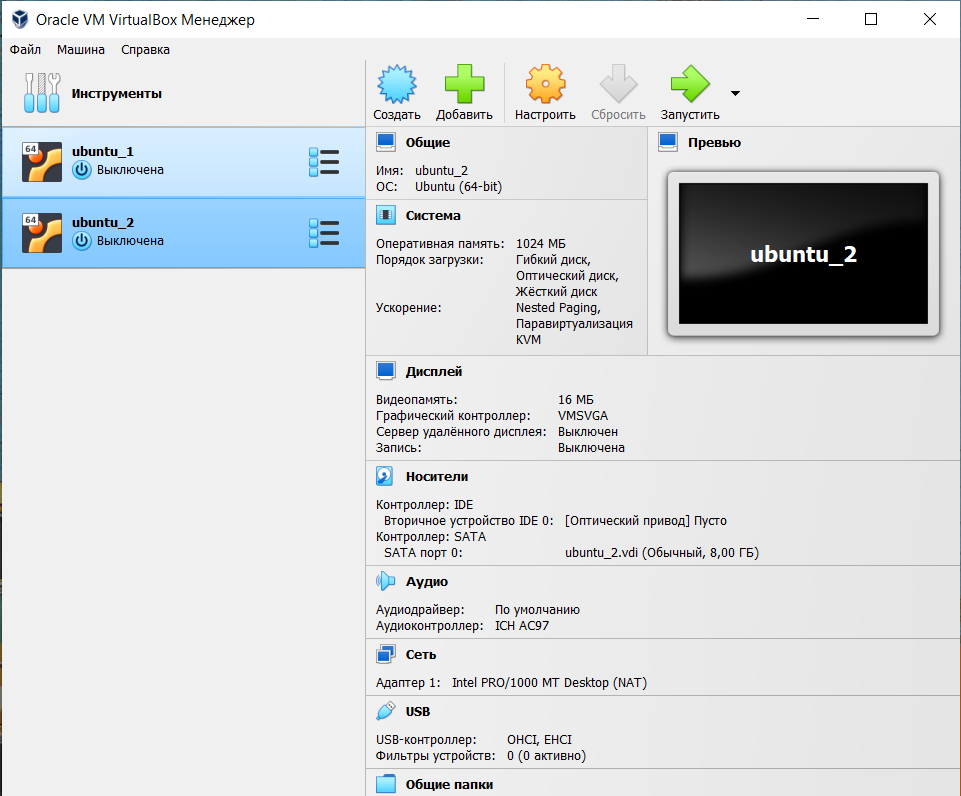 Oracle VM VirtualBox Менеджер
Файл Машина Справка
Инструменты
Создать Добавить Настроить Сбросить Запустить
64 ubuntu_1
Выключена
64 ubuntu_2
Выключена
Общие
Имя: ubuntu_2
ОС: Ubuntu (64-bit)
Превью
ubuntu_2
Система
Оперативная память: 1024 МБ
Порядок загрузки: Гибкий диск,
Оптический диск,
Жёсткий диск
Ускорение: Nested Paging,
Паравиртуализация
KVM
Дисплей
Видеопамять: 16 МБ
Графический контроллер: VMSVGA
Сервер удалённого дисплея: Выключен
Запись: Выключена
Носители
Контроллер: IDE
Вторичное устройство IDE 0: [Оптический привод] Пусто
Контроллер: SATA
SATA порт 0: ubuntu_2.vdi (Обычный, 8,00 ГБ)
Аудио
Аудиодрайвер: По умолчанию
Аудиоконтроллер: ICH AC97
Сеть
Адаптер 1: Intel PRO/1000 MT Desktop (NAT)
USB
USB-контроллер: OHCI, EHCI
Фильтры устройств: 0 (0 активно)
Общие папки